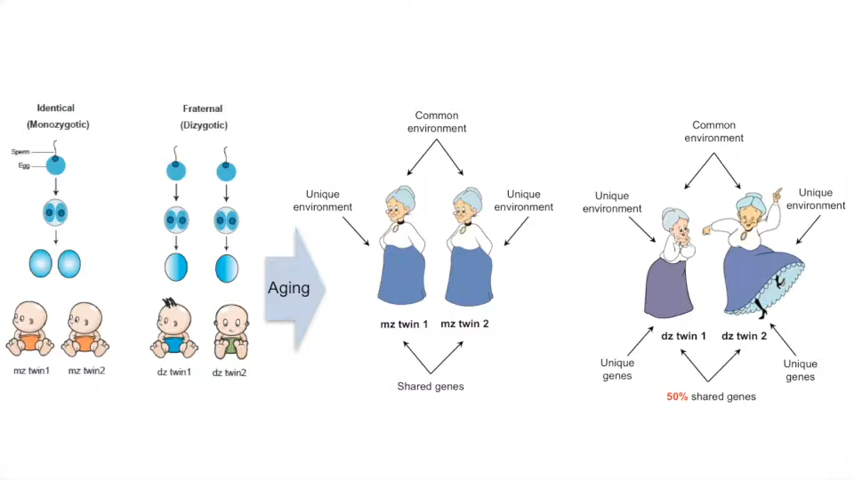 Identical
(Monozygotic)
Sperm
Egg
mz twin1
mz twin2
Fraternal
(Dizygotic)
dz twin1
dz twin2
Aging
Common
environment
Unique
environment
Unique
environment
mz twin 1
mz twin 2
Shared genes
Common
environment
Unique
environment
Unique
environment
dz twin 1
dz twin 2
Unique
genes
Unique
genes
50% shared genes